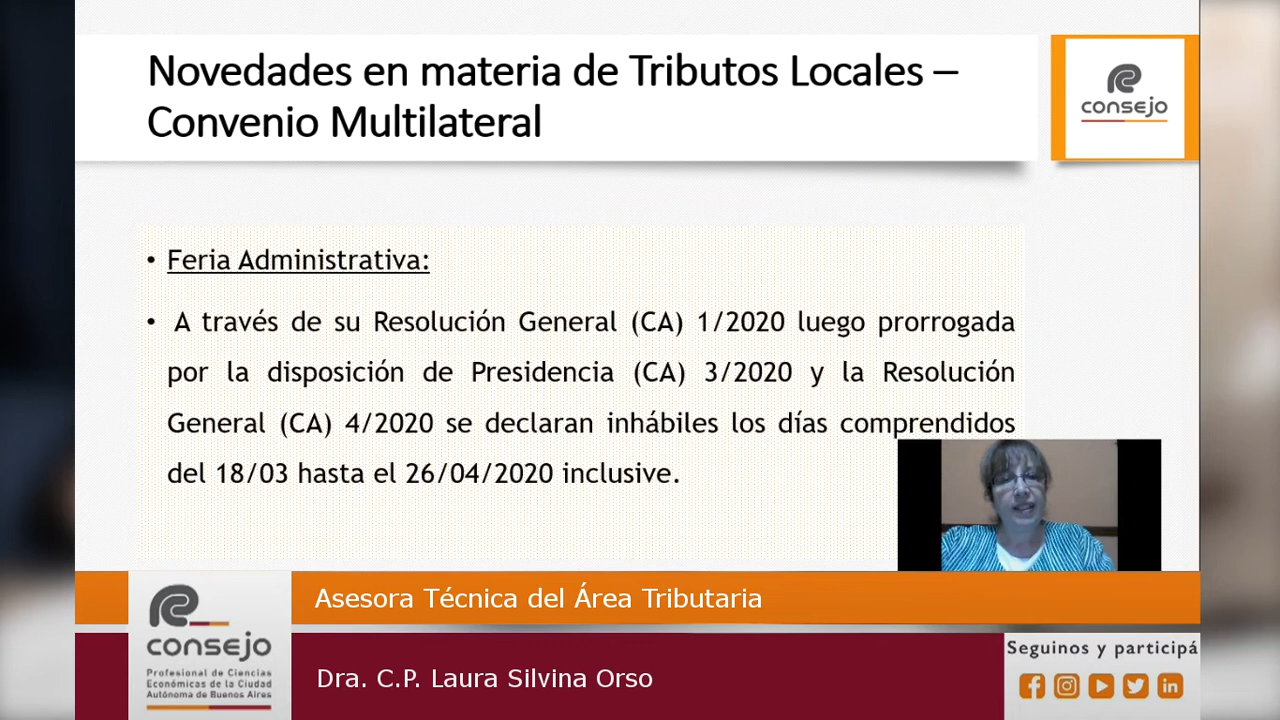 Novedades en materia de Tributos Locales –
Convenio Multilateral
consejo
• Feria Administrativa:
• A través de su Resolución General (CA) 1/2020 luego prorrogada
por la disposición de Presidencia (CA) 3/2020 y la Resolución
General (CA) 4/2020 se declaran inhábiles los días comprendidos
del 18/03 hasta el 26/04/2020 inclusive.
Asesora Técnica del Área Tributaria
consejo
Profesional de Ciencias
Económicas de la Ciudad
Autónoma de Buenos Aires
Dra. C.P. Laura Silvina Orso
Seguinos y participá